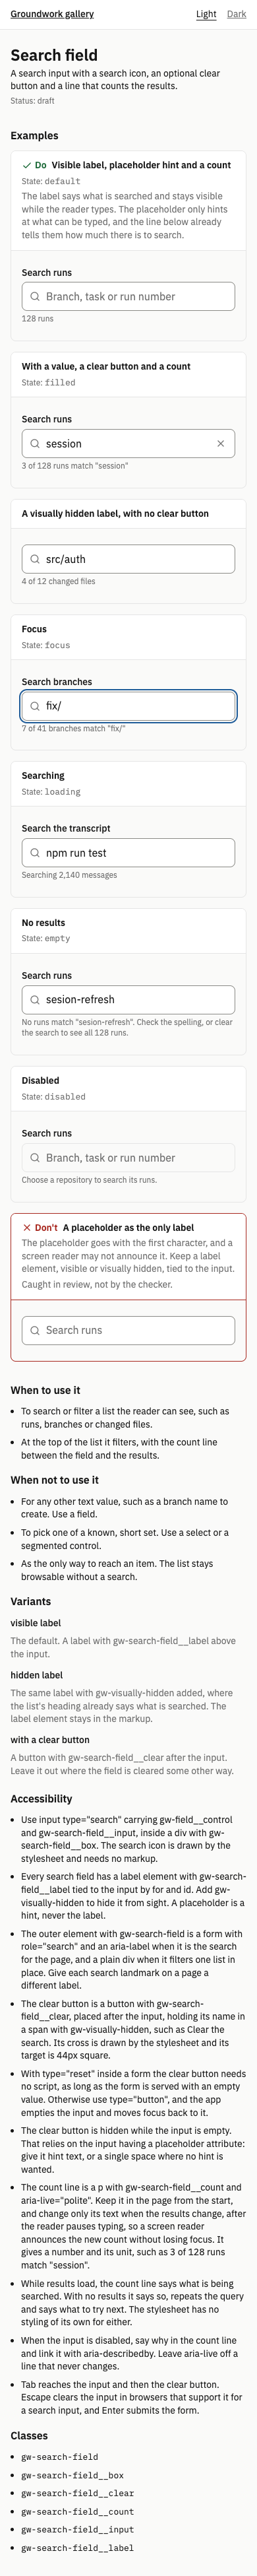 Groundwork gallery
Light
Dark
Search field
A search input with a search icon, an optional clear
button and a line that counts the results.
Status: draft
Examples
Do Visible label, placeholder hint and a count
State: default
The label says what is searched and stays visible
while the reader types. The placeholder only hints
at what can be typed, and the line below already
tells them how much there is to search.
Search runs
Branch, task or run number
128 runs
With a value, a clear button and a count
State: filled
Search runs
session
3 of 128 runs match "session"
A visually hidden label, with no clear button
src/auth
4 of 12 changed files
Focus
State: focus
Search branches
fix/
7 of 41 branches match "fix/"
Searching
State: loading
Search the transcript
npm run test
Searching 2,140 messages
No results
State: empty
Search runs
sesion-refresh
No runs match "sesion-refresh". Check the spelling, or clear
the search to see all 128 runs.
Disabled
State: disabled
Search runs
Branch, task or run number
Choose a repository to search its runs.
Don't A placeholder as the only label
The placeholder goes with the first character, and a
screen reader may not announce it. Keep a label
element, visible or visually hidden, tied to the input.
Caught in review, not by the checker.
Search runs
When to use it
To search or filter a list the reader can see, such as
runs, branches or changed files.
At the top of the list it filters, with the count line
between the field and the results.
When not to use it
For any other text value, such as a branch name to
create. Use a field.
To pick one of a known, short set. Use a select or a
segmented control.
As the only way to reach an item. The list stays
browsable without a search.
Variants
visible label
The default. A label with gw-search-field__label above
the input.
hidden label
The same label with gw-visually-hidden added, where
the list's heading already says what is searched. The
label element stays in the markup.
with a clear button
A button with gw-search-field__clear after the input.
Leave it out where the field is cleared some other way.
Accessibility
Use input type="search" carrying gw-field__control
and gw-search-field__input, inside a div with gw-
search-field__box. The search icon is drawn by the
stylesheet and needs no markup.
Every search field has a label element with gw-search-
field__label tied to the input by for and id. Add gw-
visually-hidden to hide it from sight. A placeholder is a
hint, never the label.
The outer element with gw-search-field is a form with
role="search" and an aria-label when it is the search
for the page, and a plain div when it filters one list in
place. Give each search landmark on a page a
different label.
The clear button is a button with gw-search-
field__clear, placed after the input, holding its name in
a span with gw-visually-hidden, such as Clear the
search. Its cross is drawn by the stylesheet and its
target is 44px square.
With type="reset" inside a form the clear button needs
no script, as long as the form is served with an empty
value. Otherwise use type="button", and the app
empties the input and moves focus back to it.
The clear button is hidden while the input is empty.
That relies on the input having a placeholder attribute:
give it hint text, or a single space where no hint is
wanted.
The count line is a p with gw-search-field__count and
aria-live="polite". Keep it in the page from the start,
and change only its text when the results change, after
the reader pauses typing, so a screen reader
announces the new count without losing focus. It
gives a number and its unit, such as 3 of 128 runs
match "session".
While results load, the count line says what is being
searched. With no results it says so, repeats the query
and says what to try next. The stylesheet has no
styling of its own for either.
When the input is disabled, say why in the count line
and link it with aria-describedby. Leave aria-live off a
line that never changes.
Tab reaches the input and then the clear button.
Escape clears the input in browsers that support it for
a search input, and Enter submits the form.
Classes
gw-search-field
gw-search-field__box
gw-search-field__clear
gw-search-field__count
gw-search-field__input
gw-search-field__label